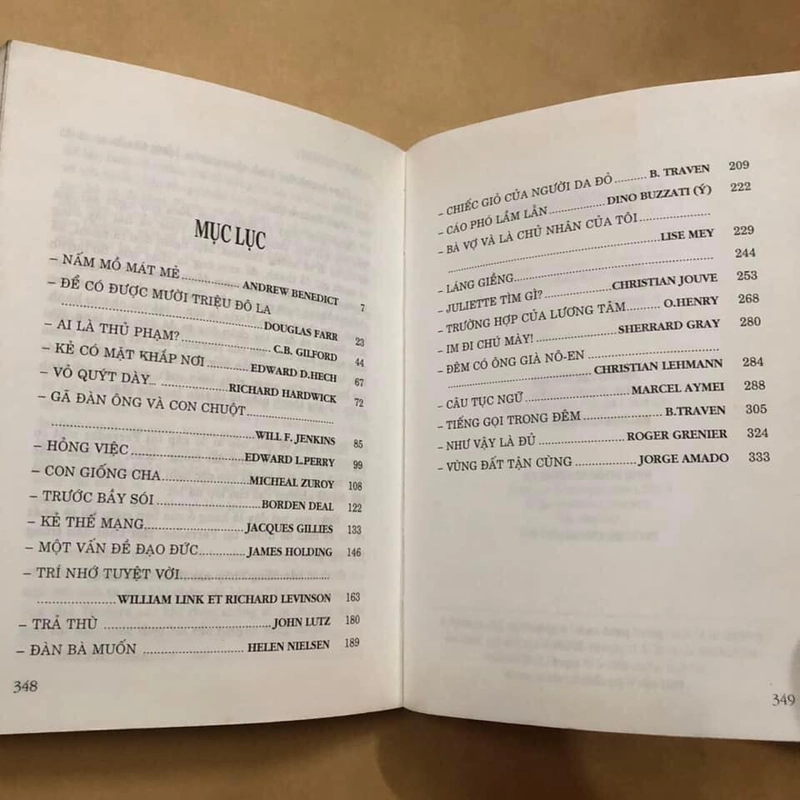 MỤC LỤC
– NẤM MỒ MÁT MẺ ........ ANDREW BENEDICT 7
– ĐỂ CÓ ĐƯỢC MƯỜI TRIỆU ĐÔ LA
........ DOUGLAS FARR 23
– AI LÀ THỦ PHẠM? ........ C.B. GILFORD 44
– KẺ CÓ MẶT KHẮP NƠI ........ EDWARD D.HECH 67
– VỎ QUÝT DÀY... ........ RICHARD HARDWICK 72
– GÃ ĐÀN ÔNG VÀ CON CHUỘT ........
........ WILL F. JENKINS 85
– HỎNG VIỆC ........ EDWARD L.PERRY 99
– CON GIỐNG CHA ........ MICHEAL ZUROY 108
– TRƯỚC BẦY SÓI ........ BORDEN DEAL 122
– KẺ THẾ MẠNG ........ JACQUES GILLIES 133
– MỘT VẤN ĐỀ ĐẠO ĐỨC ........ JAMES HOLDING 146
– TRÍ NHỚ TUYỆT VỜI ........
........ WILLIAM LINK ET RICHARD LEVINSON 163
– TRẢ THÙ ........ JOHN LUTZ 180
– ĐÀN BÀ MUỐN ........ HELEN NIELSEN 189
348
– CHIẾC GIỎ CỦA NGƯỜI DA ĐỎ ........ B. TRAVEN 209
– CÁO PHÓ LẦM LẪN ........ DINO BUZZATI (Ý) 222
– BÀ VỢ VÀ LÀ CHỦ NHÂN CỦA TÔI ........
........ LISE MEY 229
– LÁNG GIỀNG ........ 244
– JULIETTE TÌM GÌ? ........ CHRISTIAN JOUVE 253
– TRƯỜNG HỢP CỦA LƯƠNG TÂM ........ O.HENRY 268
– IM ĐI CHÚ MÀY! ........ SHERRARD GRAY 280
– ĐÊM CÓ ÔNG GIÀ NÔ-EN ........
........ CHRISTIAN LEHMANN 284
– CÂU TỤC NGỮ ........ MARCEL AYMEI 288
– TIẾNG GỌI TRONG ĐÊM ........ B.TRAVEN 305
– NHƯ VẬY LÀ ĐỦ ........ ROGER GRENIER 324
– VÙNG ĐẤT TẬN CÙNG ........ JORGE AMADO 333
349